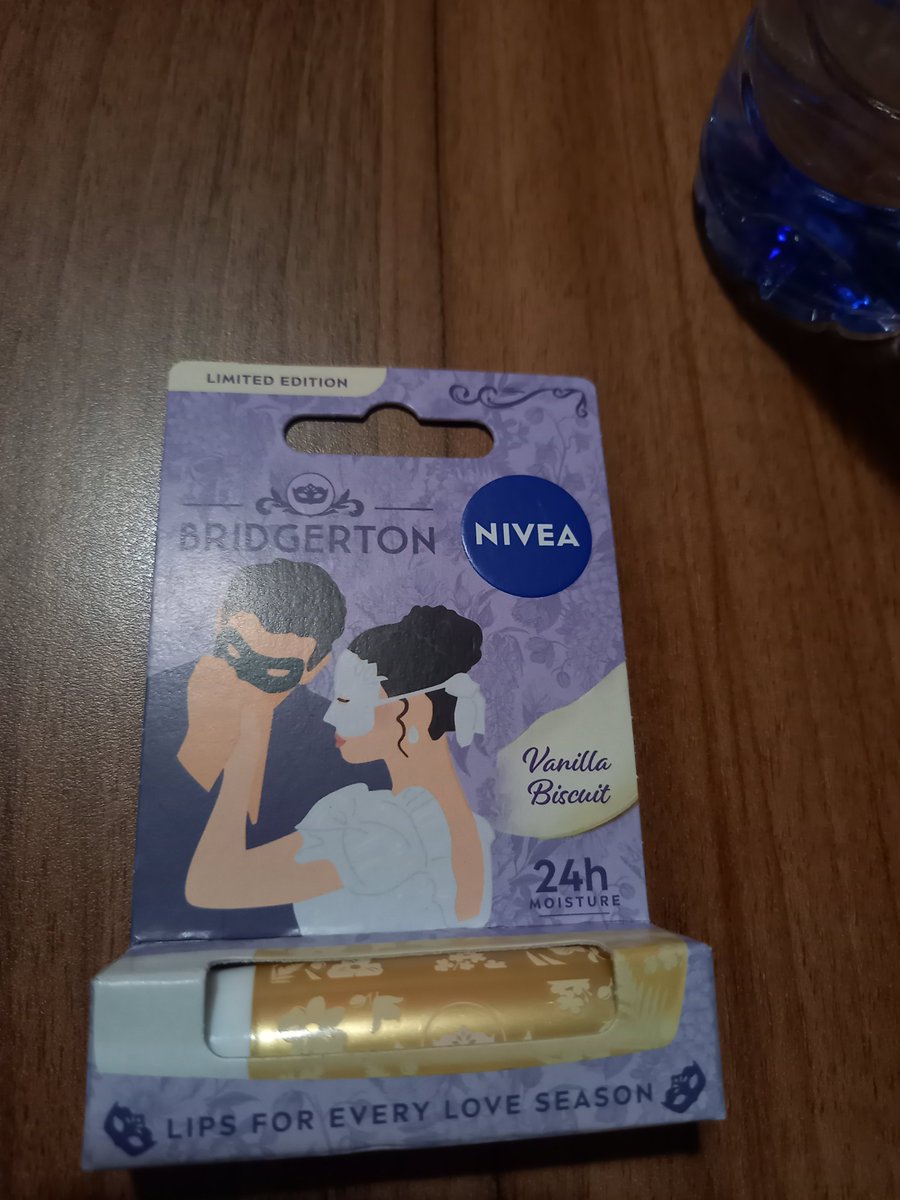 LIMITED EDITION
BRIDGERTON
NIVEA
Vanilla
Biscuit
24h
MOISTURE
LIPS FOR EVERY LOVE SEASON